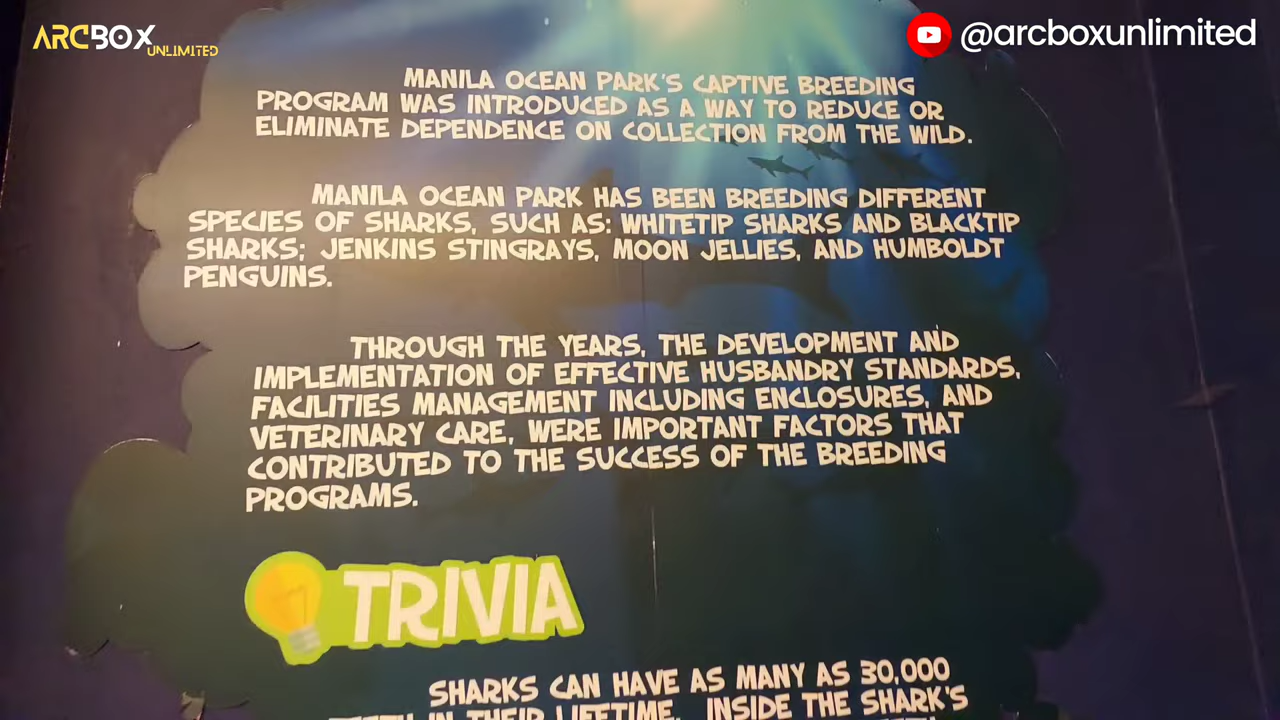 ARCBOX
UNLIMITED
@arcboxunlimited
MANILA OCEAN PARK'S CAPTIVE BREEDING
PROGRAM WAS INTRODUCED AS A WAY TO REDUCE OR
ELIMINATE DEPENDENCE ON COLLECTION FROM THE WILD.
MANILA OCEAN PARK HAS BEEN BREEDING DIFFERENT
SPECIES OF SHARKS, SUCH AS: WHITETIP SHARKS AND BLACKTIP
SHARKS; JENKINS STINGRAYS, MOON JELLIES, AND HUMBOLDT
PENGUINS.
THROUGH THE YEARS, THE DEVELOPMENT AND
IMPLEMENTATION OF EFFECTIVE HUSBANDRY STANDARDS,
FACILITIES MANAGEMENT INCLUDING ENCLOSURES, AND
VETERINARY CARE, WERE IMPORTANT FACTORS THAT
CONTRIBUTED TO THE SUCCESS OF THE BREEDING
PROGRAMS.
TRIVIA
SHARKS CAN HAVE AS MANY AS 30,000
TEETH IN THEIR LIFETIME. INSIDE THE SHARK'S